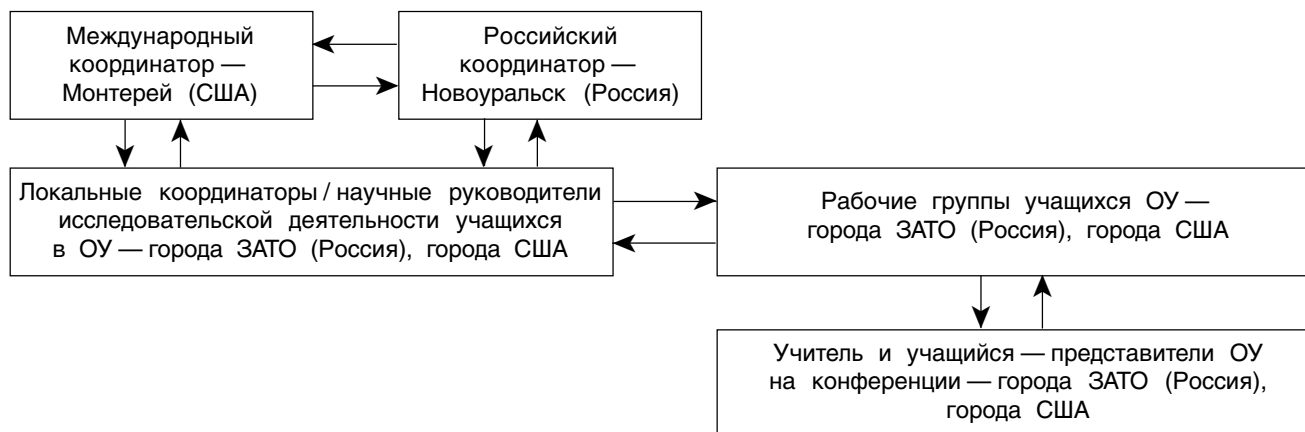 Международный
координатор —
Монтерей (США)
Российский
координатор —
Новоуральск (Россия)
Локальные координаторы / научные руководители
исследовательской деятельности учащихся
в ОУ — города ЗАТО (Россия), города США
Рабочие группы учащихся ОУ —
города ЗАТО (Россия), города США
Учитель и учащийся — представители ОУ
на конференции — города ЗАТО (Россия),
города США